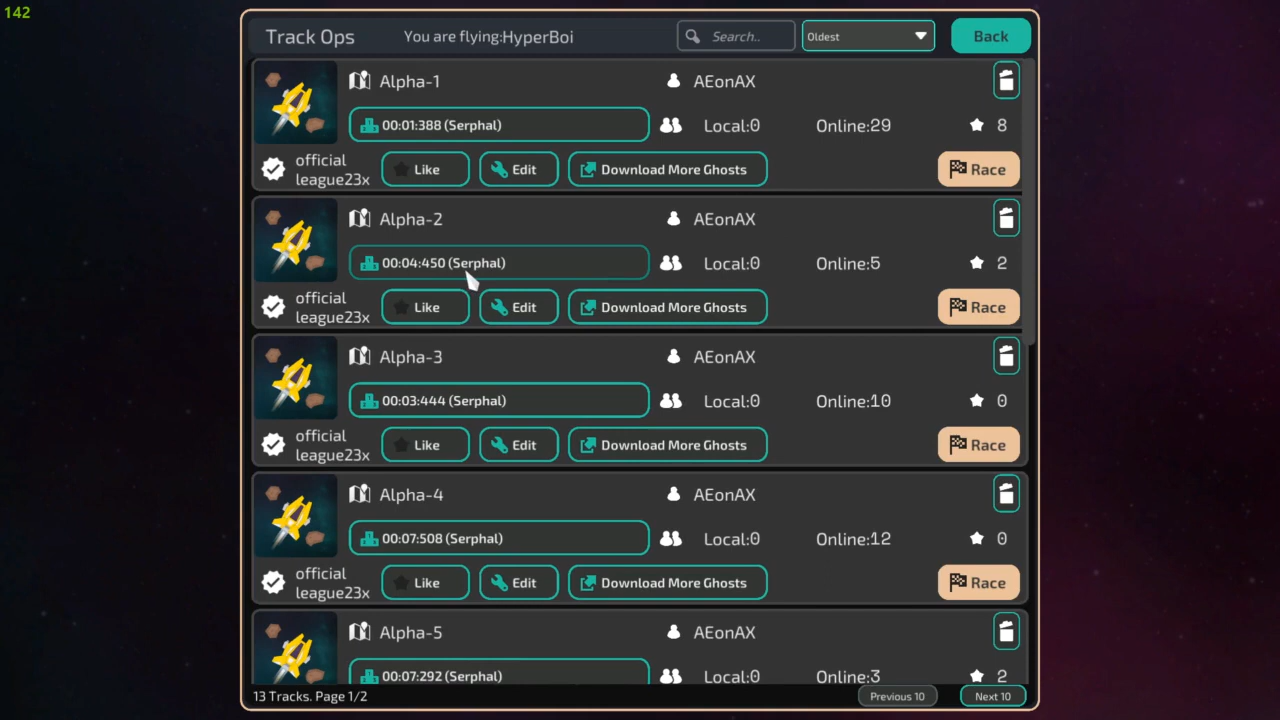 142
Track Ops You are flying:HyperBoi Search.. Oldest Back
Alpha-1 AEonAX
00:01:388 (Serphal) Local:0 Online:29 8
official league23x Like Edit Download More Ghosts Race
Alpha-2 AEonAX
00:04:450 (Serphal) Local:0 Online:5 2
official league23x Like Edit Download More Ghosts Race
Alpha-3 AEonAX
00:03:444 (Serphal) Local:0 Online:10 0
official league23x Like Edit Download More Ghosts Race
Alpha-4 AEonAX
00:07:508 (Serphal) Local:0 Online:12 0
official league23x Like Edit Download More Ghosts Race
Alpha-5 AEonAX
00:07:292 (Serphal) Local:0 Online:3 2
13 Tracks. Page 1/2 Previous 10 Next 10